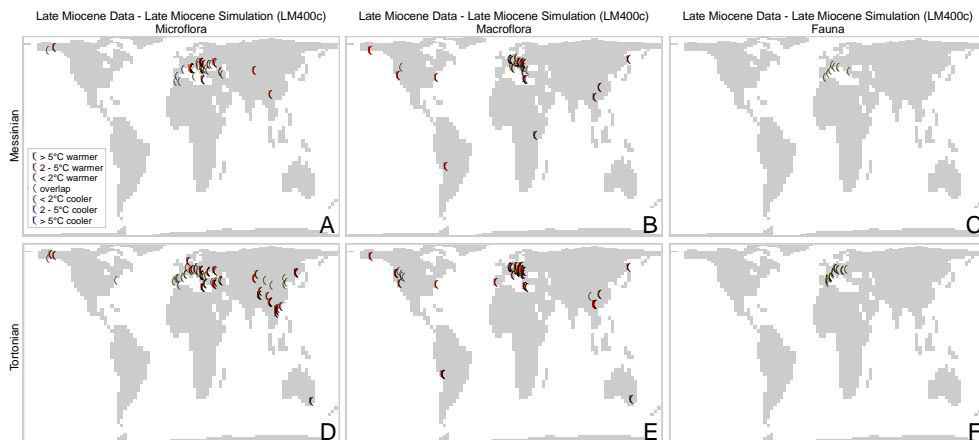 Late Miocene Data - Late Miocene Simulation (LM400c)
Microflora
Late Miocene Data - Late Miocene Simulation (LM400c)
Macroflora
Late Miocene Data - Late Miocene Simulation (LM400c)
Fauna
Messinian
> 5°C warmer
2 - 5°C warmer
< 2°C warmer
overlap
< 2°C cooler
2 - 5°C cooler
> 5°C cooler
A
B
C
Tortonian
D
E
F